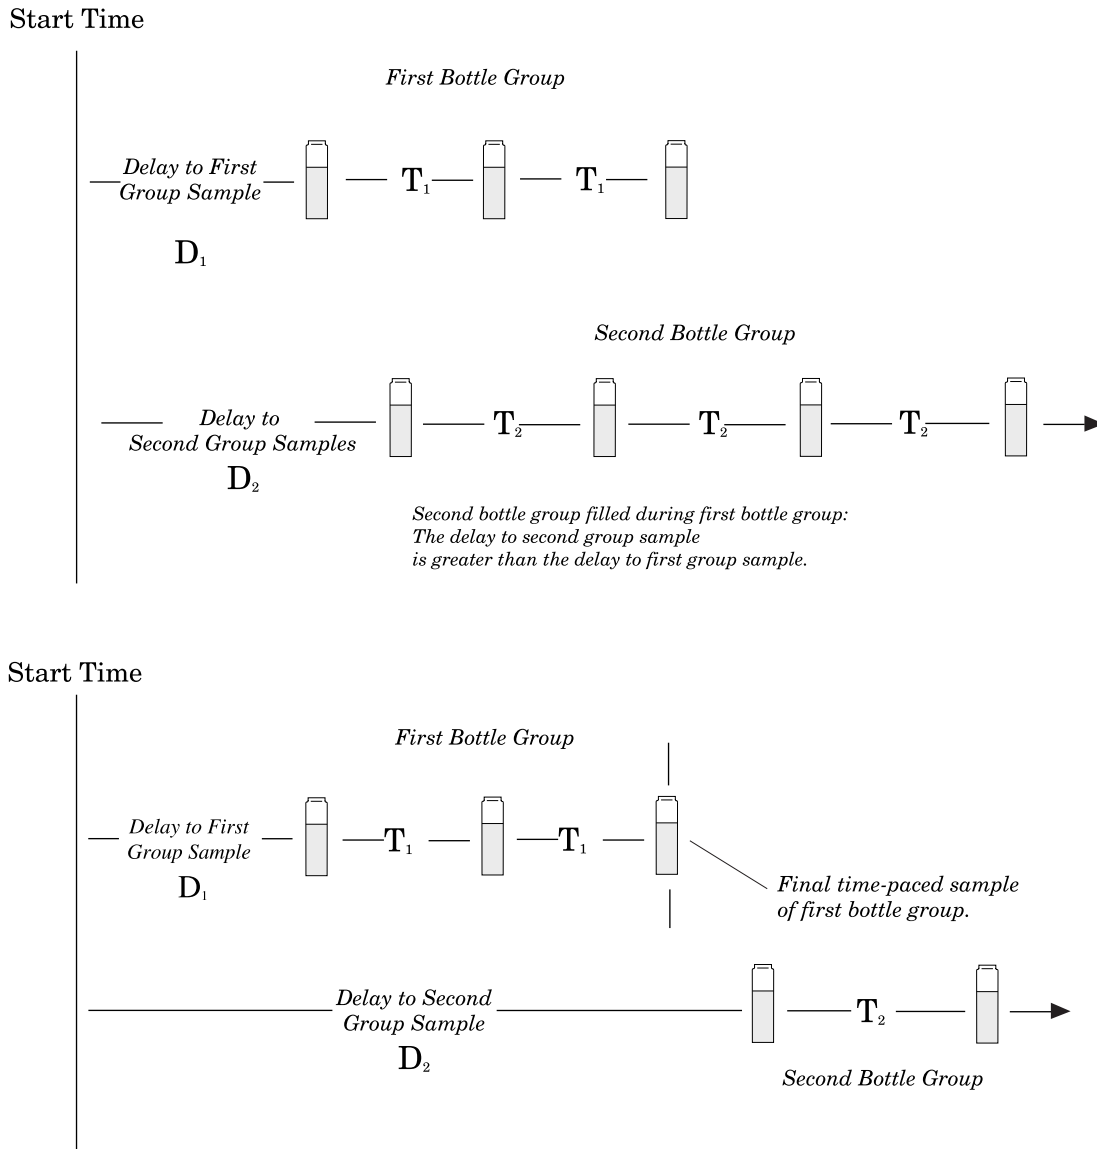 Start Time
First Bottle Group
Delay to First
Group Sample
T1
T1
D1
Second Bottle Group
Delay to
Second Group Samples
T2
T2
T2
D2
Second bottle group filled during first bottle group:
The delay to second group sample
is greater than the delay to first group sample.
Start Time
First Bottle Group
Delay to First
Group Sample
T1
T1
D1
Final time-paced sample
of first bottle group.
Delay to Second
Group Sample
T2
D2
Second Bottle Group